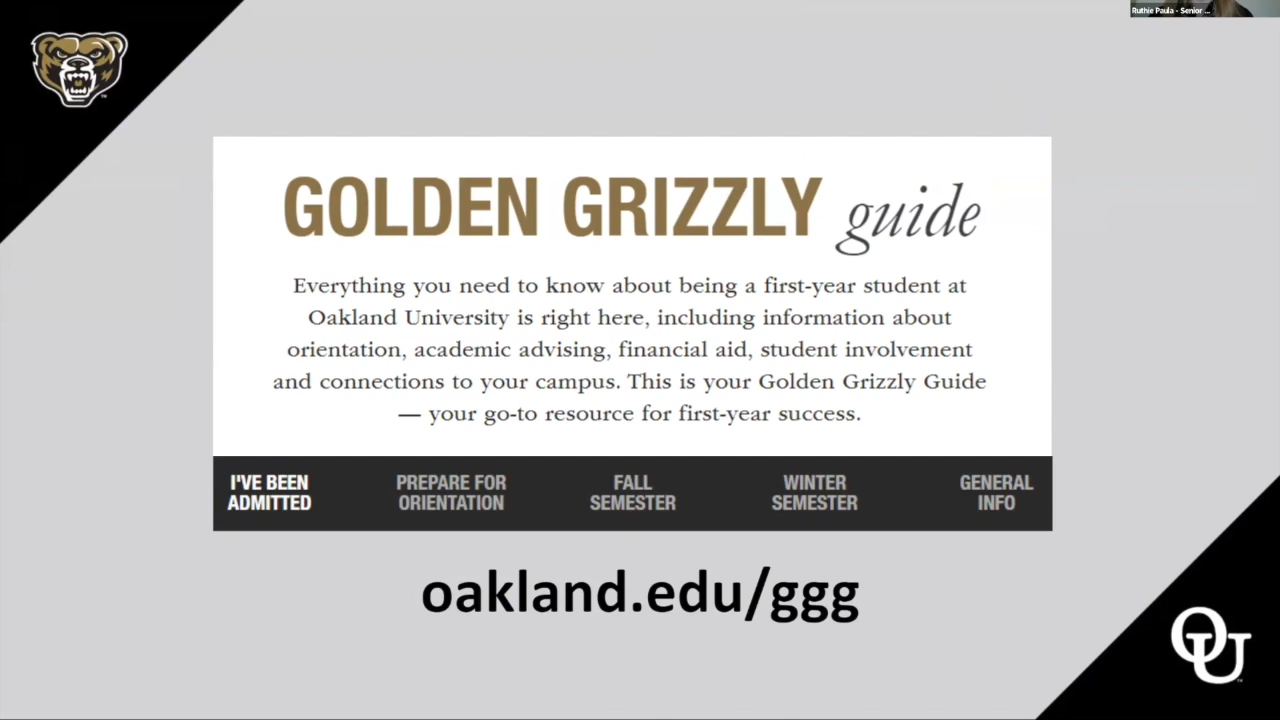 Ruthie Paula - Senior ...
GOLDEN GRIZZLY guide
Everything you need to know about being a first-year student at
Oakland University is right here, including information about
orientation, academic advising, financial aid, student involvement
and connections to your campus. This is your Golden Grizzly Guide
— your go-to resource for first-year success.
I'VE BEEN
ADMITTED
PREPARE FOR
ORIENTATION
FALL
SEMESTER
WINTER
SEMESTER
GENERAL
INFO
oakland.edu/ggg
OU